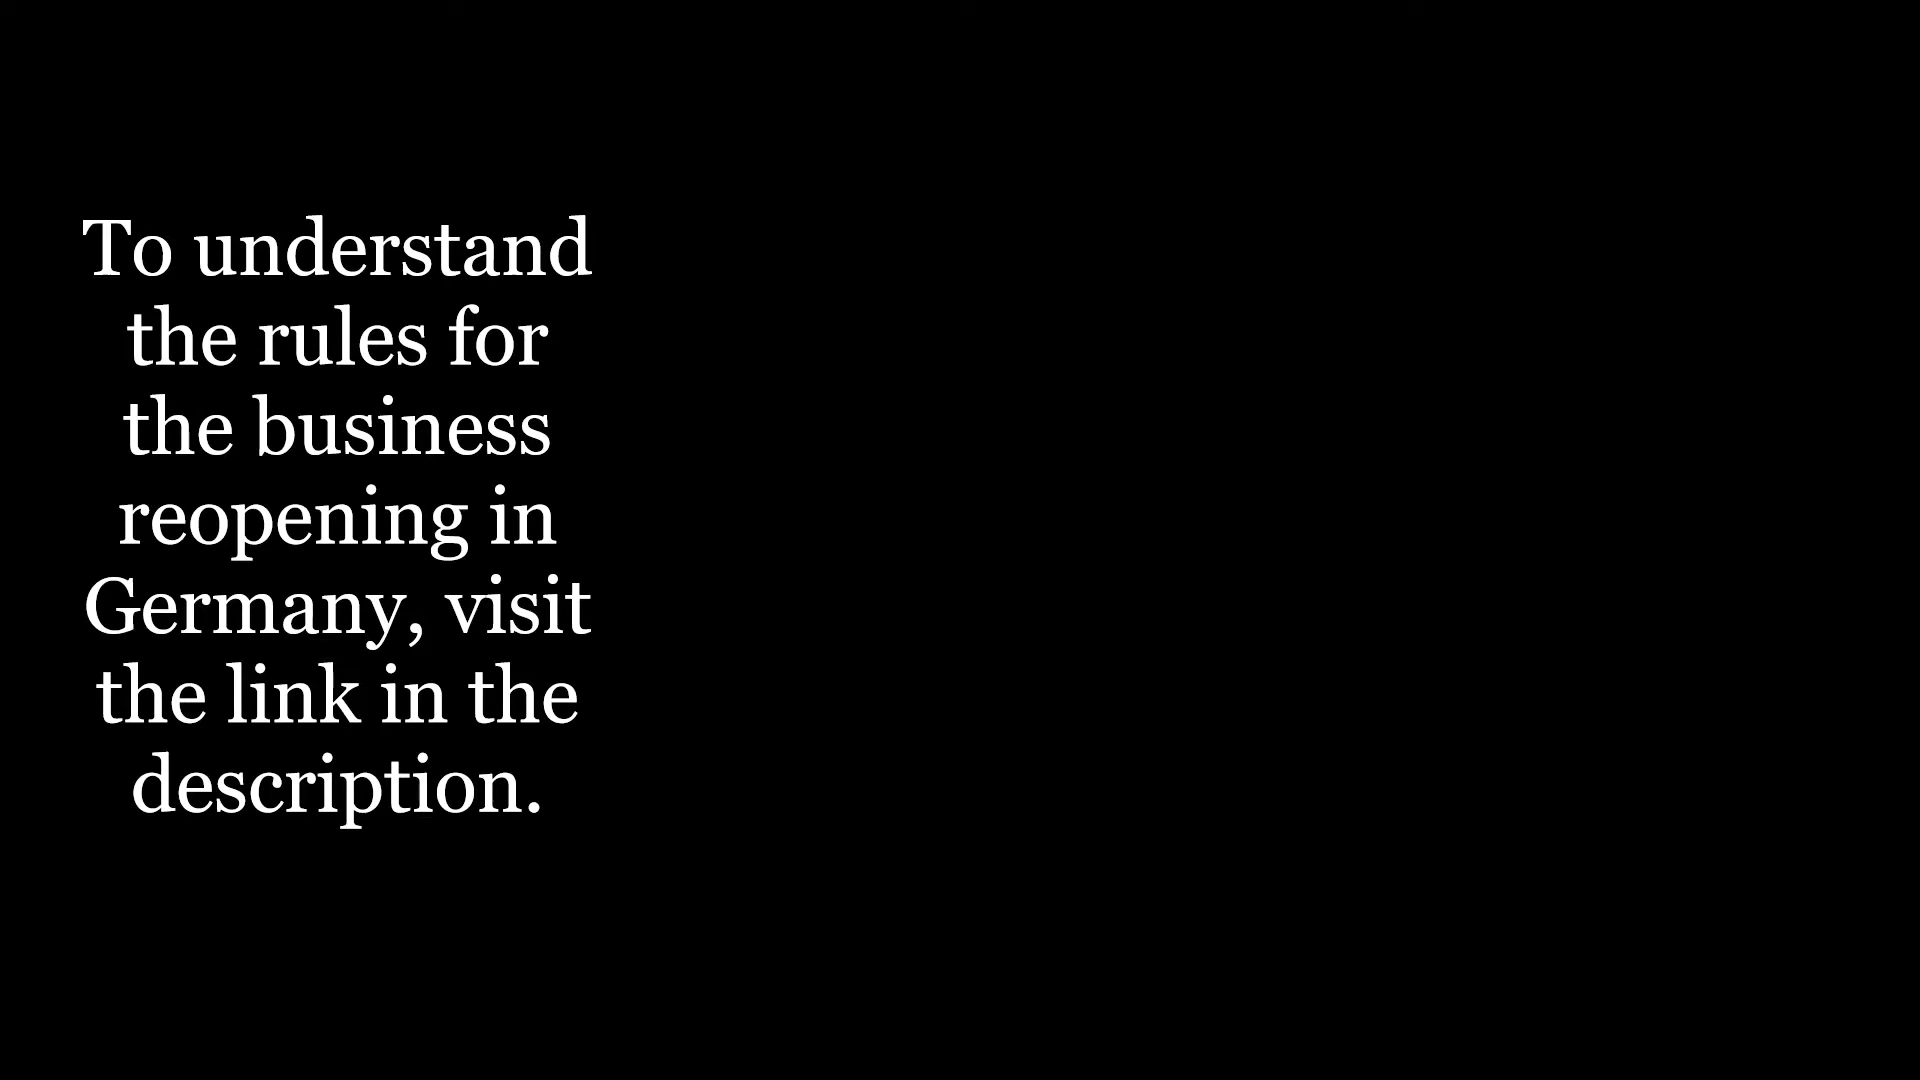 To understand
the rules for
the business
reopening in
Germany, visit
the link in the
description.